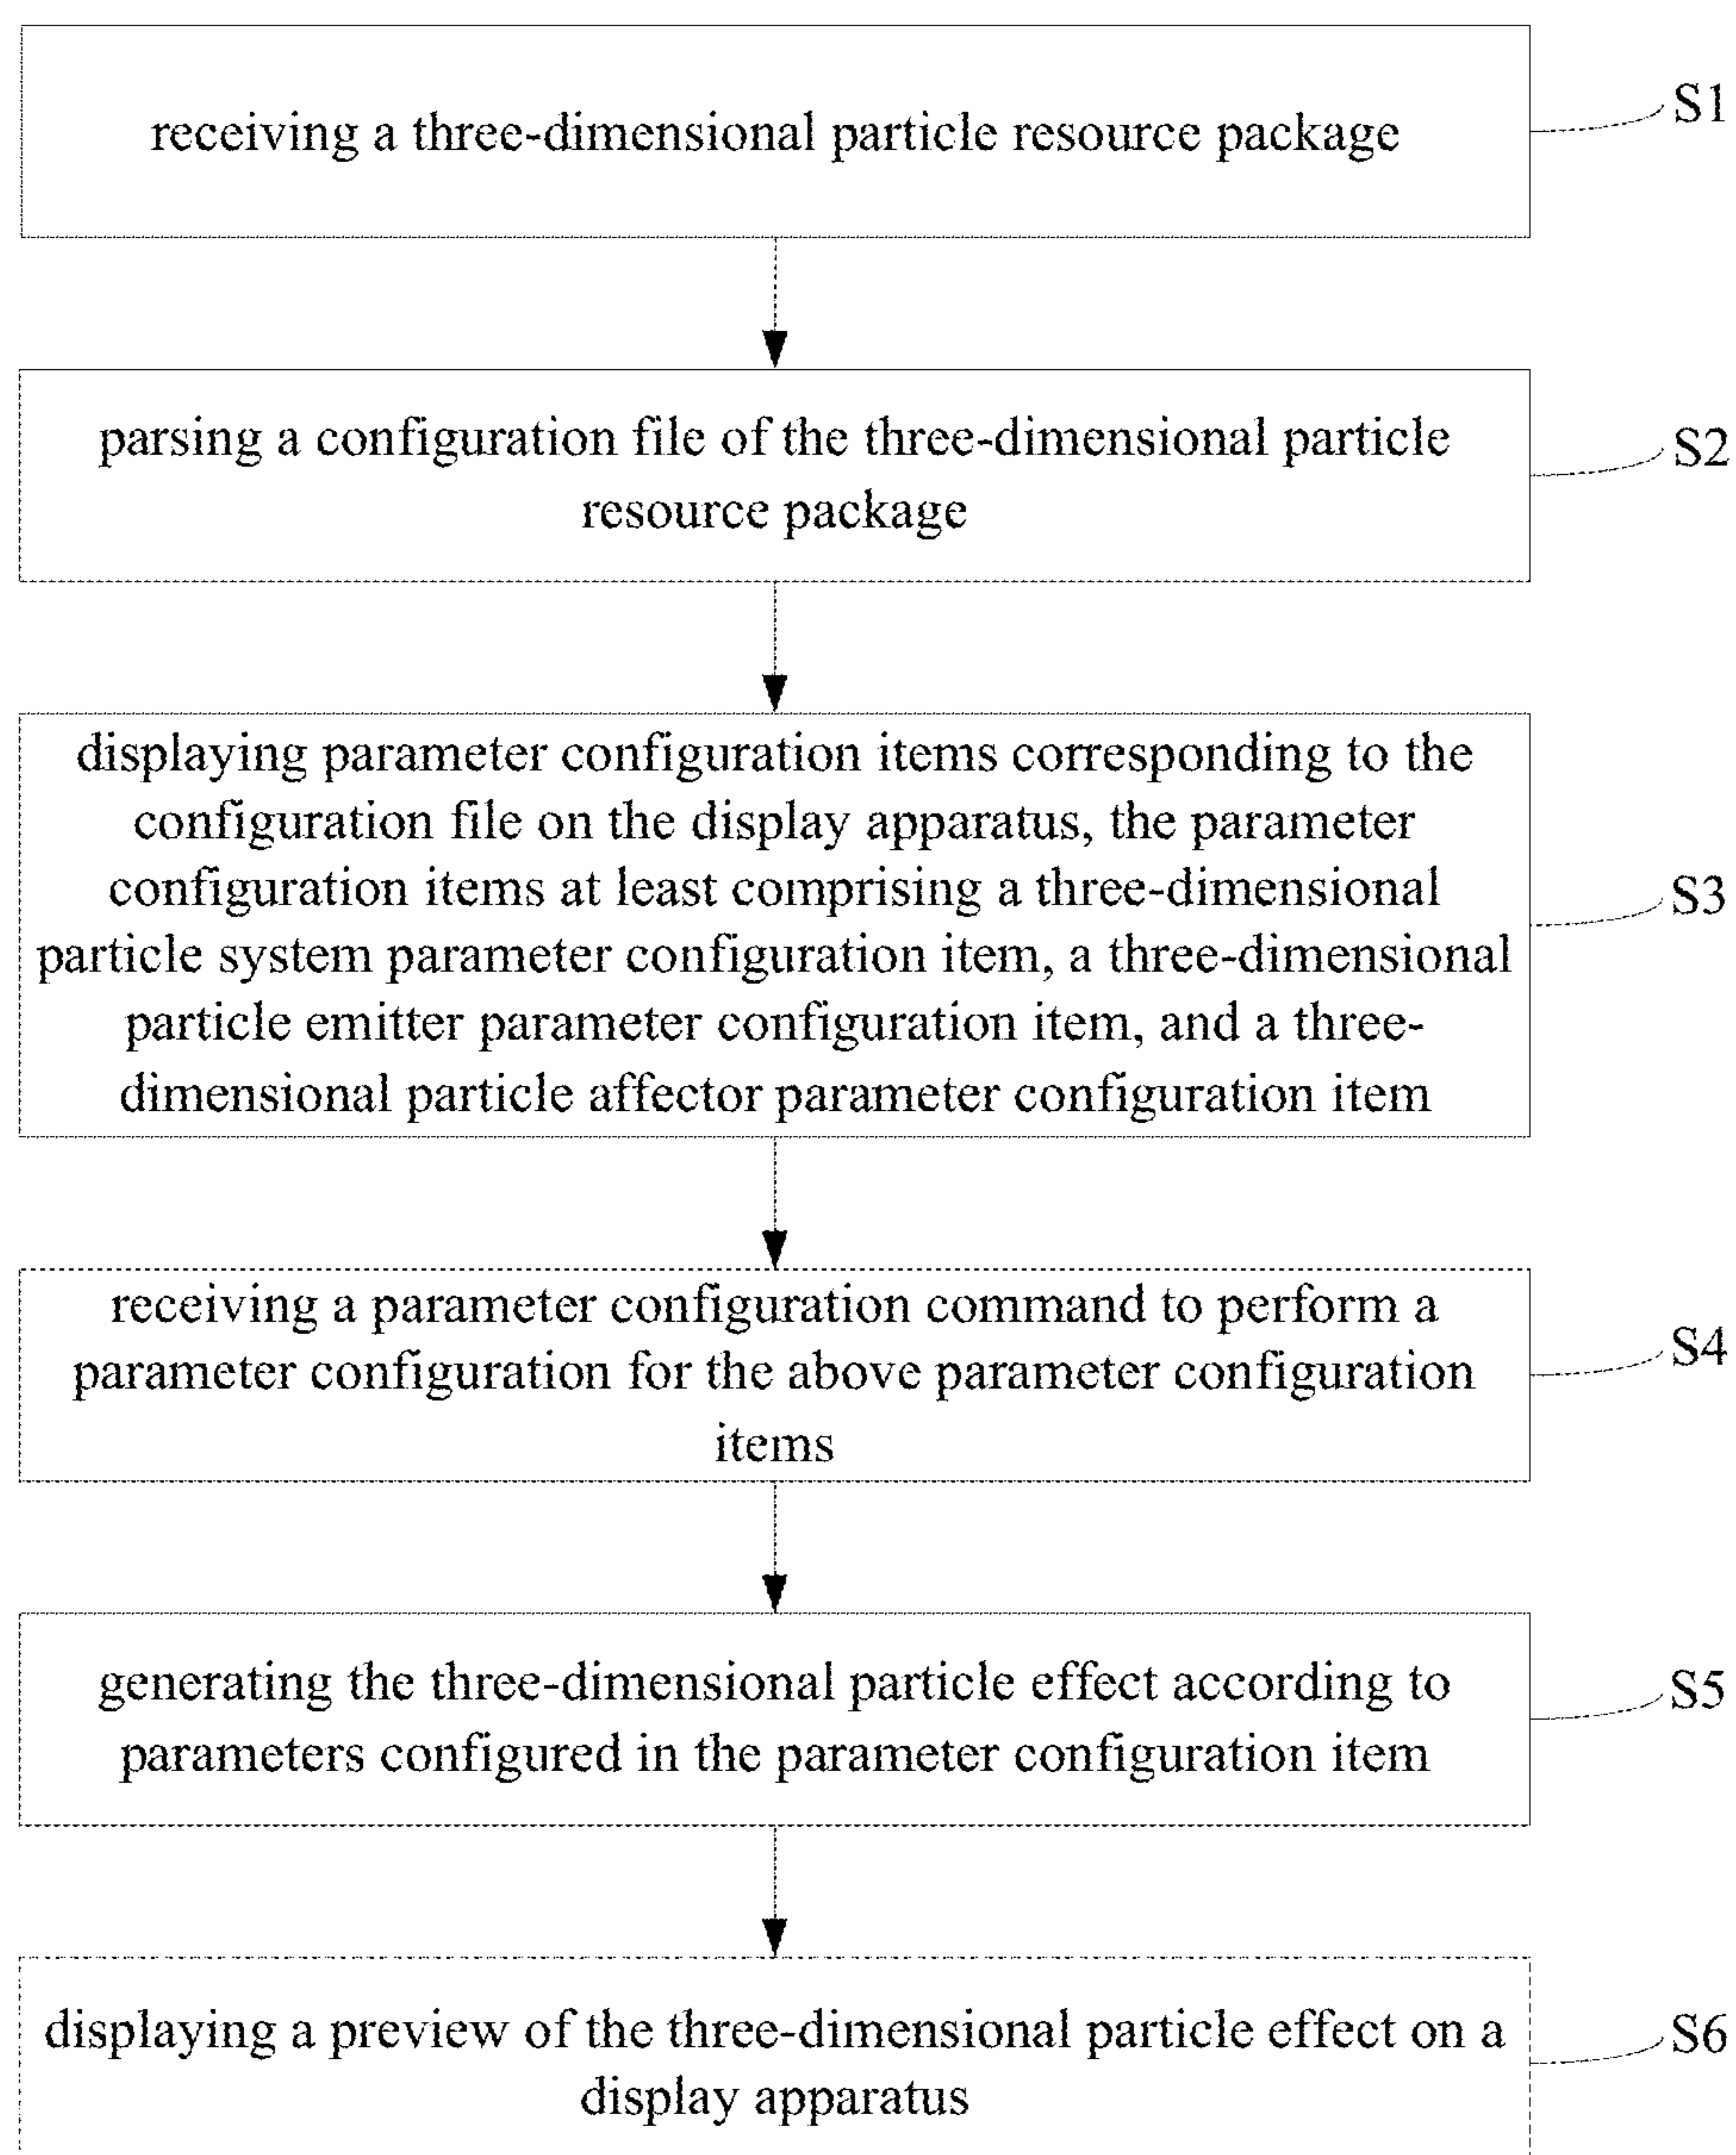 receiving a three-dimensional particle resource package
S1
parsing a configuration file of the three-dimensional particle
resource package
S2
displaying parameter configuration items corresponding to the
configuration file on the display apparatus, the parameter
configuration items at least comprising a three-dimensional
particle system parameter configuration item, a three-dimensional
particle emitter parameter configuration item, and a three-
dimensional particle affector parameter configuration item
S3
receiving a parameter configuration command to perform a
parameter configuration for the above parameter configuration
items
S4
generating the three-dimensional particle effect according to
parameters configured in the parameter configuration item
S5
displaying a preview of the three-dimensional particle effect on a
display apparatus
S6